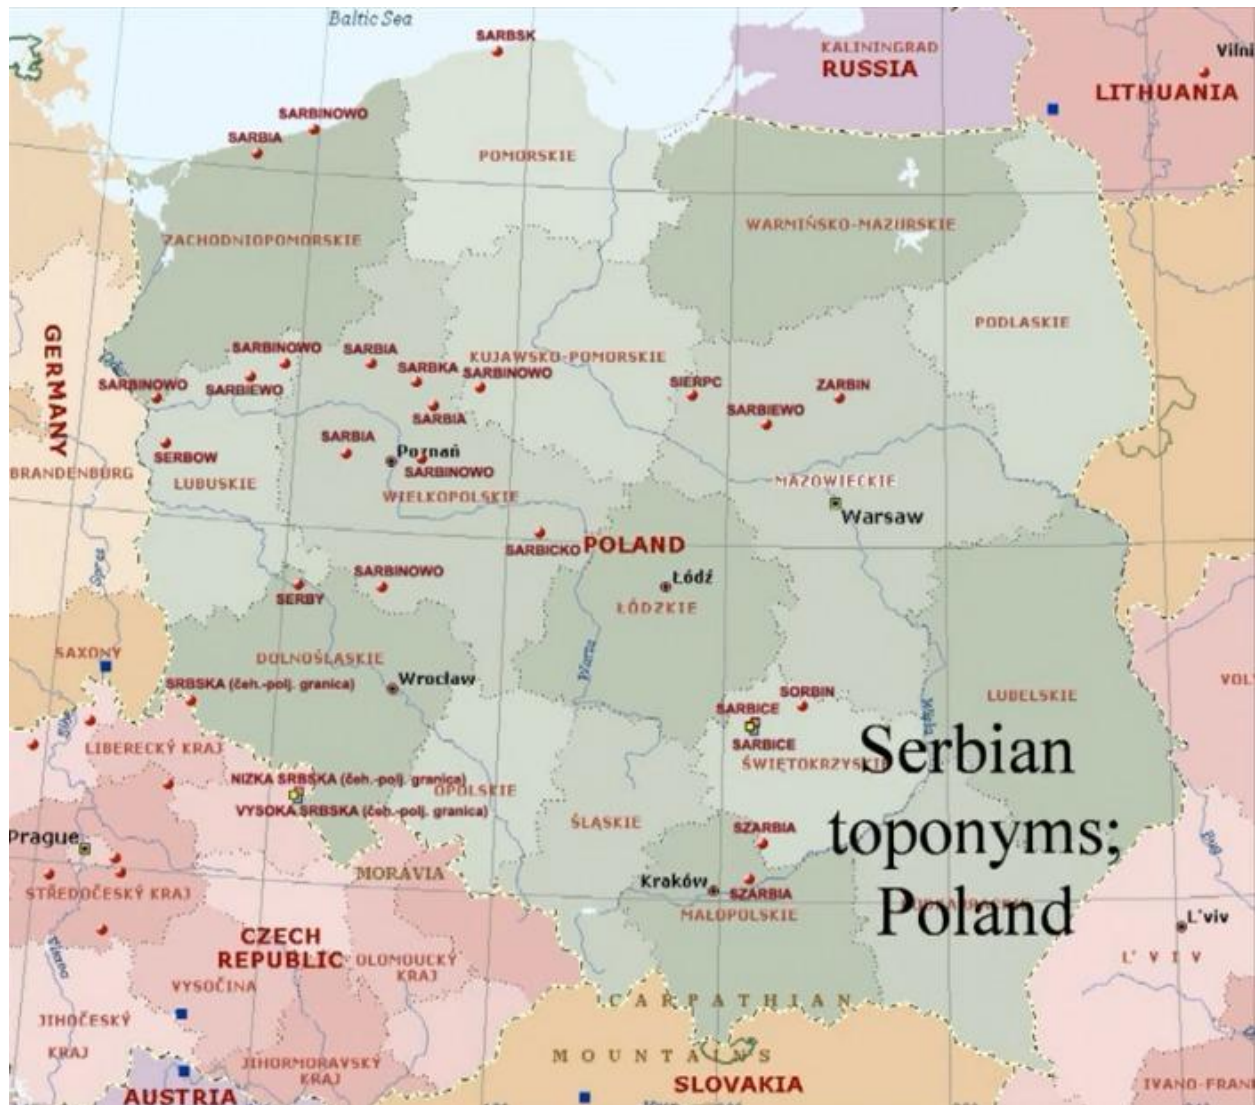 Baltic Sea
SARBSK
KALININGRAD
RUSSIA
Vilni
LITHUANIA
SARBINOWO
SARBIA
POMORSKIE
WARMIŃSKO-MAZURSKIE
ZACHODNIOPOMORSKIE
PODLASKIE
GERMANY
SARBINOWO
SARBIA
KUJAWSKO-POMORSKIE
SARBKA
SARBINOWO
SARBINOWO
SARBIEWO
SIERPC
ZARBIN
SARBIEWO
SARBIA
SARBIA
Poznań
SERBOW
SARBINOWO
BRANDENBURG
LUBUSKIE
WIELKOPOLSKIE
MAZOWIECKIE
Warsaw
SARBICKO
POLAND
Łódź
ŁÓDZKIE
SARBINOWO
SERBY
Warta
SAXONY
DOLNOŚLĄSKIE
Wrocław
SRBSKA (čeh.-polj. granica)
SORBIN
LUBELSKIE
SARBICE
SARBICE
ŚWIĘTOKRZYSKIE
Serbian
toponyms;
Poland
LIBERECKÝ KRAJ
NIZKA SRBSKA (čeh.-polj. granica)
OPOLSKIE
VYSOKA SRBSKA (čeh.-polj. granica)
ŚLĄSKIE
SZARBIA
Prague
MORAVIA
Kraków
SZARBIA
MAŁOPOLSKIE
STŘEDOČESKÝ KRAJ
L'viv
L'VIV
CZECH
REPUBLIC
OLOMOUCKÝ
KRAJ
VYSOČINA
CARPATHIAN
JIHOČESKÝ
KRAJ
MOUNTAINS
JIHORMORAVSKÝ
KRAJ
SLOVAKIA
AUSTRIA
IVANO-FRAN